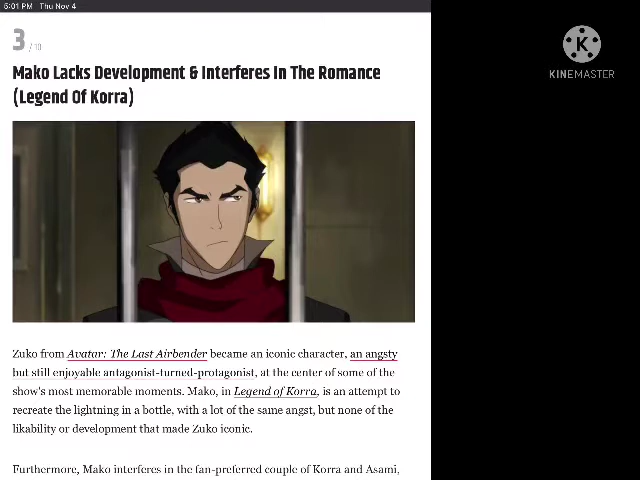 5:01 PM Thu Nov 4
3 / 10
Mako Lacks Development & Interferes In The Romance
(Legend Of Korra)
KINEMASTER
Zuko from Avatar: The Last Airbender became an iconic character, an angsty
but still enjoyable antagonist-turned-protagonist, at the center of some of the
show's most memorable moments. Mako, in Legend of Korra, is an attempt to
recreate the lightning in a bottle, with a lot of the same angst, but none of the
likability or development that made Zuko iconic.
Furthermore, Mako interferes in the fan-preferred couple of Korra and Asami,